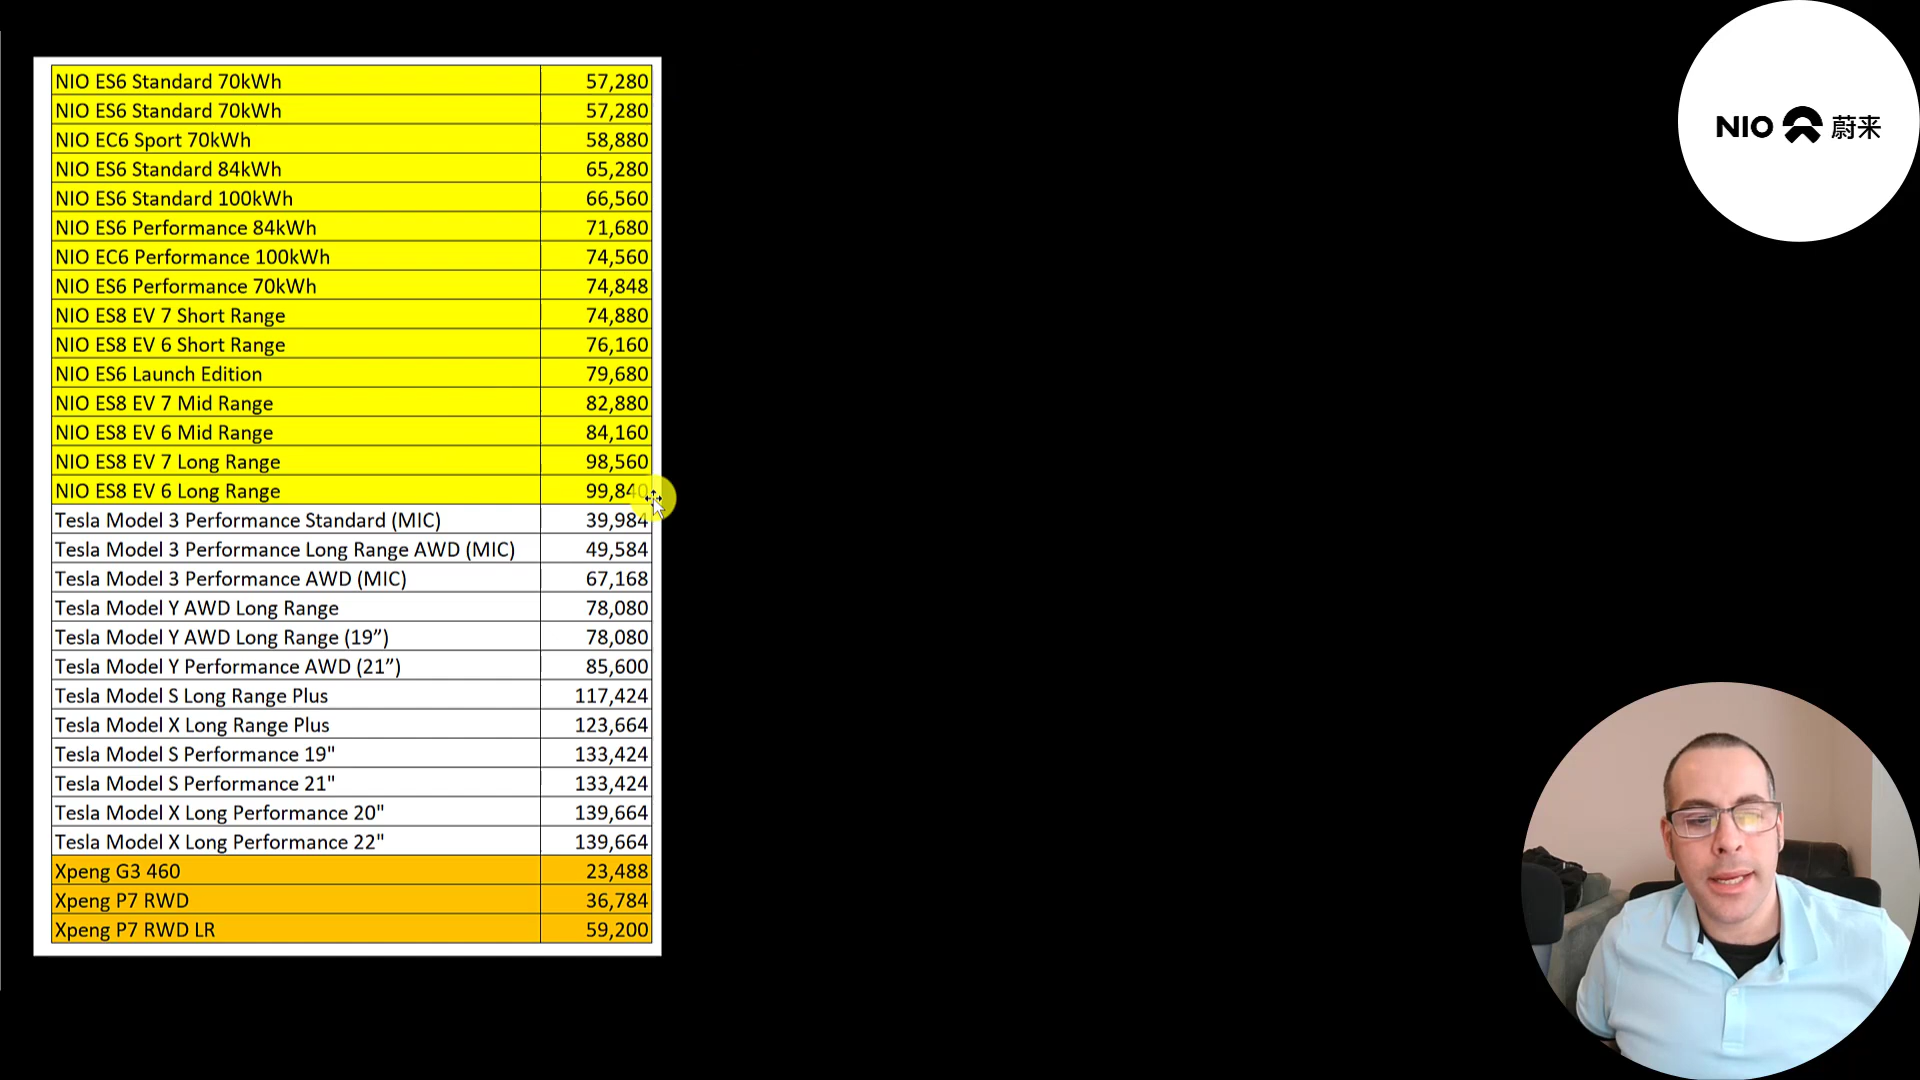 NIO ES6 Standard 70kWh 57,280
NIO ES6 Standard 70kWh 57,280
NIO EC6 Sport 70kWh 58,880
NIO ES6 Standard 84kWh 65,280
NIO ES6 Standard 100kWh 66,560
NIO ES6 Performance 84kWh 71,680
NIO EC6 Performance 100kWh 74,560
NIO ES6 Performance 70kWh 74,848
NIO ES8 EV 7 Short Range 74,880
NIO ES8 EV 6 Short Range 76,160
NIO ES6 Launch Edition 79,680
NIO ES8 EV 7 Mid Range 82,880
NIO ES8 EV 6 Mid Range 84,160
NIO ES8 EV 7 Long Range 98,560
NIO ES8 EV 6 Long Range 99,840
Tesla Model 3 Performance Standard (MIC) 39,984
Tesla Model 3 Performance Long Range AWD (MIC) 49,584
Tesla Model 3 Performance AWD (MIC) 67,168
Tesla Model Y AWD Long Range 78,080
Tesla Model Y AWD Long Range (19”) 78,080
Tesla Model Y Performance AWD (21”) 85,600
Tesla Model S Long Range Plus 117,424
Tesla Model X Long Range Plus 123,664
Tesla Model S Performance 19" 133,424
Tesla Model S Performance 21" 133,424
Tesla Model X Long Performance 20" 139,664
Tesla Model X Long Performance 22" 139,664
Xpeng G3 460 23,488
Xpeng P7 RWD 36,784
Xpeng P7 RWD LR 59,200
NIO 蔚来